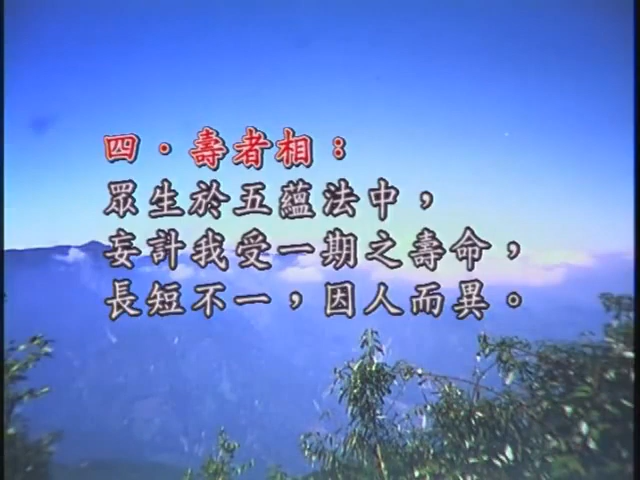 四·壽者相：
眾生於五蘊法中，
妄計我受一期之壽命，
長短不一，因人而異。